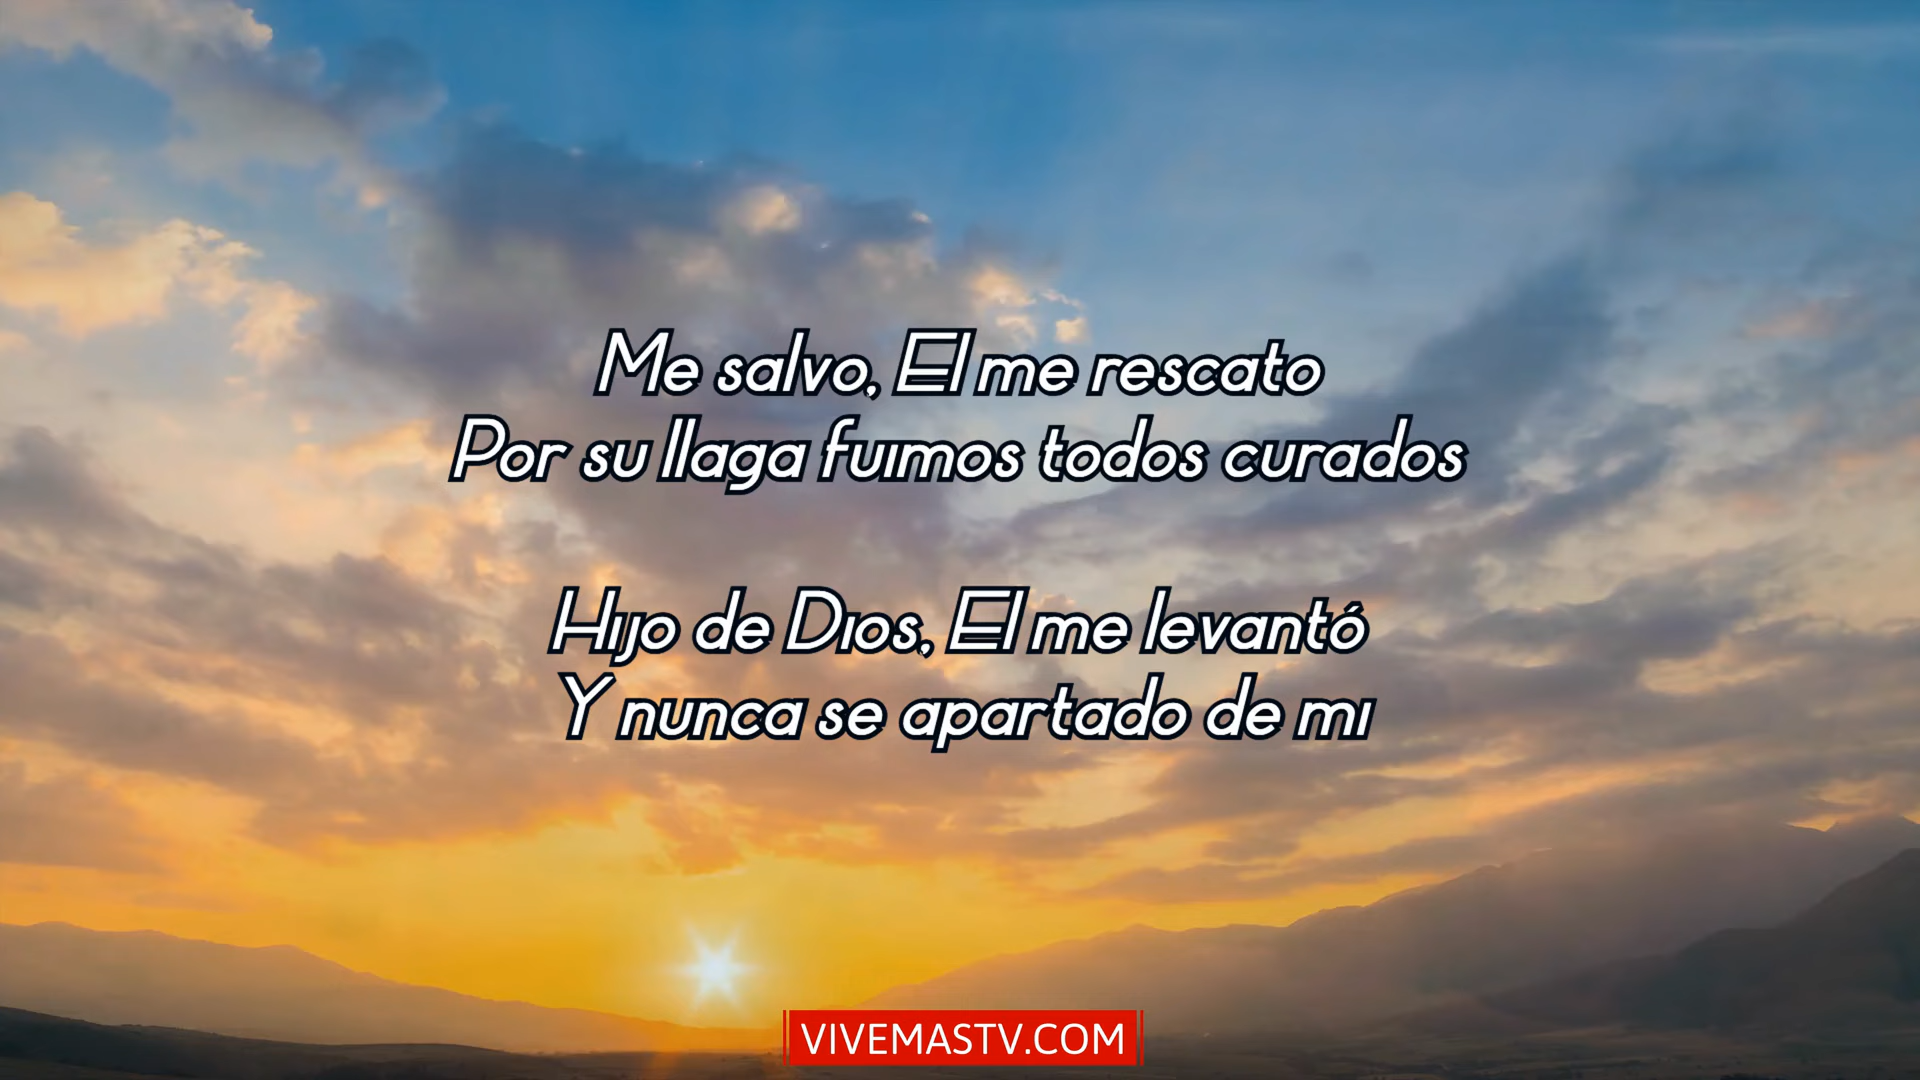 Me salvo, El me rescato
Por su llaga fuimos todos curados
Hijo de Dios, El me levantó
Y nunca se apartado de mi
VIVEMASTV.COM